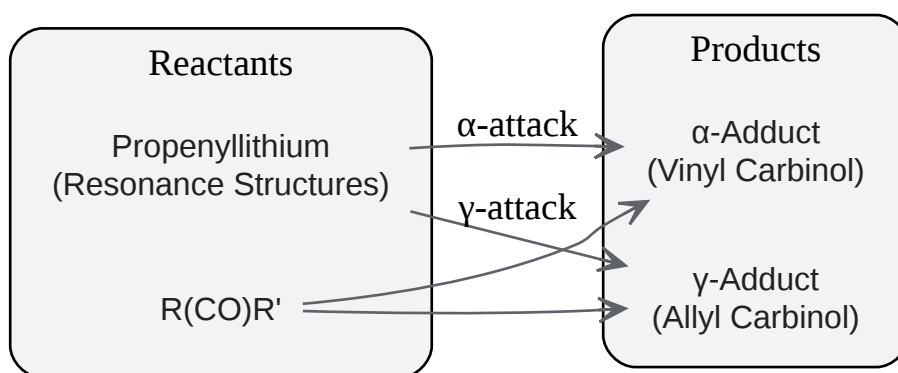 Reactants
Propenyllithium
(Resonance Structures)
R(CO)R'
α-attack
γ-attack
Products
α-Adduct
(Vinyl Carbinol)
γ-Adduct
(Allyl Carbinol)